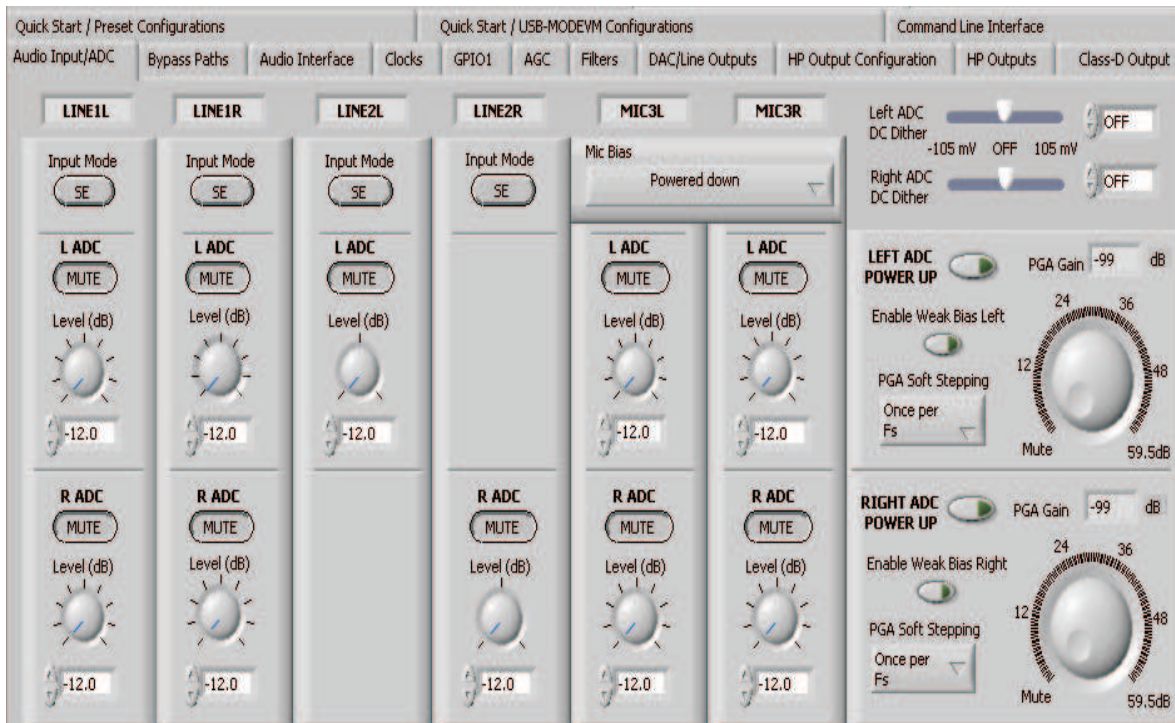 Quick Start / Preset Configurations
Quick Start / USB-MODEVM Configurations
Command Line Interface
Audio Input/ADC
Bypass Paths
Audio Interface
Clocks
GPIO1
AGC
Filters
DAC/Line Outputs
HP Output Configuration
HP Outputs
Class-D Output
LINE1L
LINE1R
LINE2L
LINE2R
MIC3L
MIC3R
Input Mode
SE
Input Mode
SE
Input Mode
SE
Input Mode
SE
Mic Bias
Powered down
Left ADC
DC Dither
-105 mV OFF 105 mV
OFF
Right ADC
DC Dither
OFF
L ADC
MUTE
Level (dB)
-12.0
L ADC
MUTE
Level (dB)
-12.0
L ADC
MUTE
Level (dB)
-12.0
L ADC
MUTE
Level (dB)
-12.0
L ADC
MUTE
Level (dB)
-12.0
LEFT ADC
POWER UP
PGA Gain -99 dB
Enable Weak Bias Left
PGA Soft Stepping
Once per
Fs
24
36
12
48
Mute
59.5dB
R ADC
MUTE
Level (dB)
-12.0
R ADC
MUTE
Level (dB)
-12.0
R ADC
MUTE
Level (dB)
-12.0
R ADC
MUTE
Level (dB)
-12.0
R ADC
MUTE
Level (dB)
-12.0
RIGHT ADC
POWER UP
PGA Gain -99 dB
Enable Weak Bias Right
PGA Soft Stepping
Once per
Fs
24
36
12
48
Mute
59.5dB